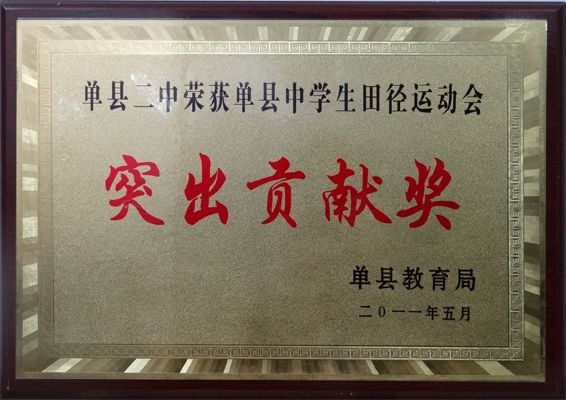 单县二中荣获单县中学生田径运动会
突出贡献奖
单县教育局
二〇一一年五月